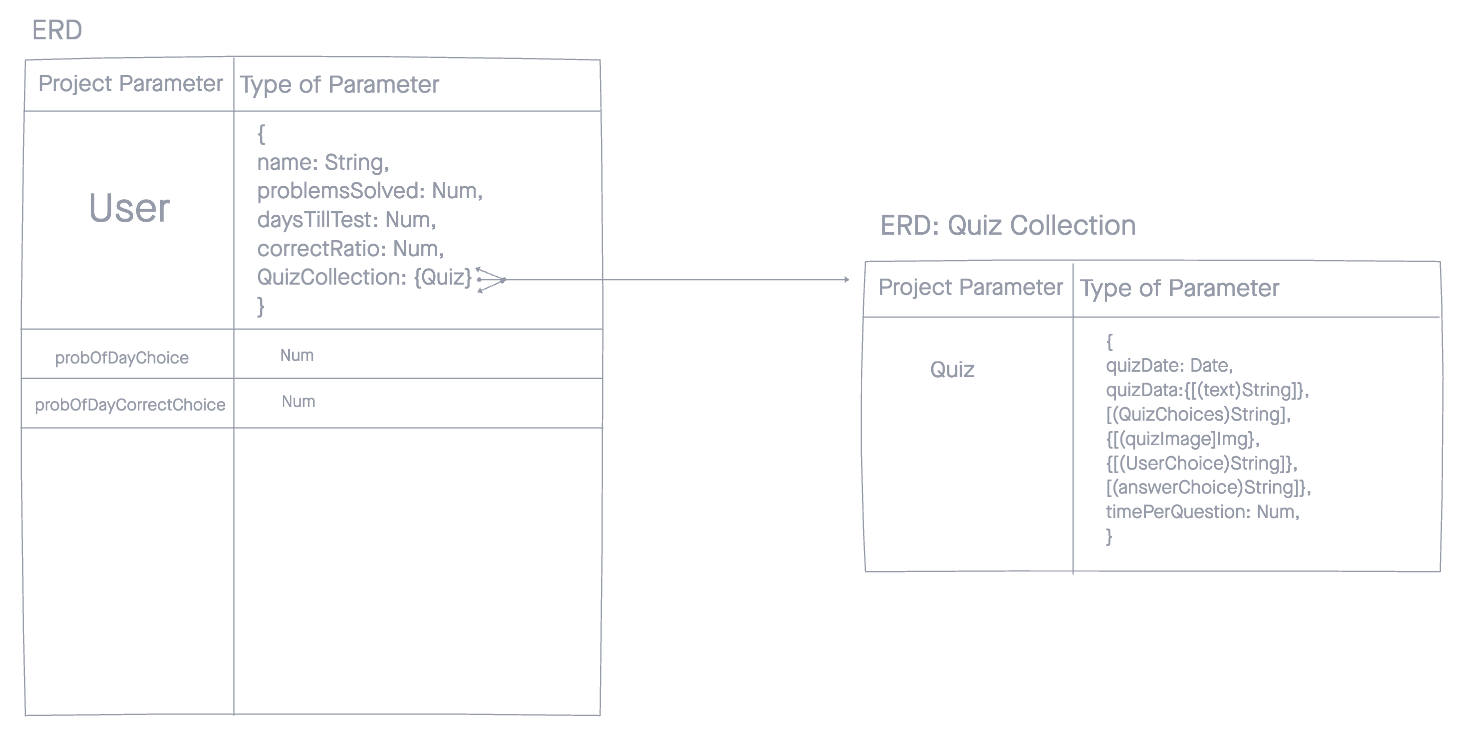 ERD
Project Parameter
Type of Parameter
User
{
name: String,
problemsSolved: Num,
daysTillTest: Num,
correctRatio: Num,
QuizCollection: {Quiz}
}
probOfDayChoice
Num
probOfDayCorrectChoice
Num
ERD: Quiz Collection
Project Parameter
Type of Parameter
Quiz
{
quizDate: Date,
quizData:{[(text)String]},
[(QuizChoices)String],
{[(quizImage]Img},
{[(UserChoice)String]},
[(answerChoice)String]},
timePerQuestion: Num,
}